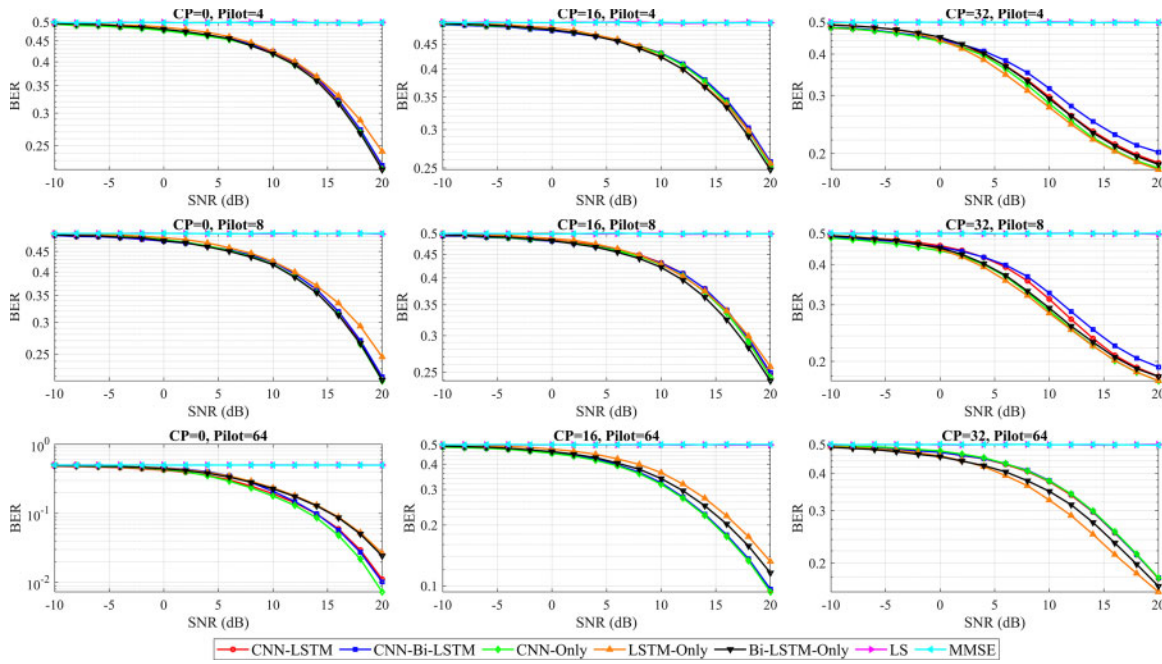 CP=0, Pilot=4
0.5
0.45
0.4
0.35
0.3
0.25
BER
-10 -5 0 5 10 15 20
SNR (dB)
CP=16, Pilot=4
0.45
0.4
0.35
0.3
0.25
BER
-10 -5 0 5 10 15 20
SNR (dB)
CP=32, Pilot=4
0.5
0.4
0.3
0.2
BER
-10 -5 0 5 10 15 20
SNR (dB)
CP=0, Pilot=8
0.45
0.4
0.35
0.3
0.25
BER
-10 -5 0 5 10 15 20
SNR (dB)
CP=16, Pilot=8
0.5
0.45
0.4
0.35
0.3
0.25
BER
-10 -5 0 5 10 15 20
SNR (dB)
CP=32, Pilot=8
0.5
0.4
0.3
0.2
BER
-10 -5 0 5 10 15 20
SNR (dB)
CP=0, Pilot=64
10^0
10^-1
10^-2
BER
-10 -5 0 5 10 15 20
SNR (dB)
CP=16, Pilot=64
0.5
0.4
0.3
0.2
0.1
BER
-10 -5 0 5 10 15 20
SNR (dB)
CP=32, Pilot=64
0.5
0.4
0.3
0.2
BER
-10 -5 0 5 10 15 20
SNR (dB)
CNN-LSTM CNN-Bi-LSTM CNN-Only LSTM-Only Bi-LSTM-Only LS MMSE